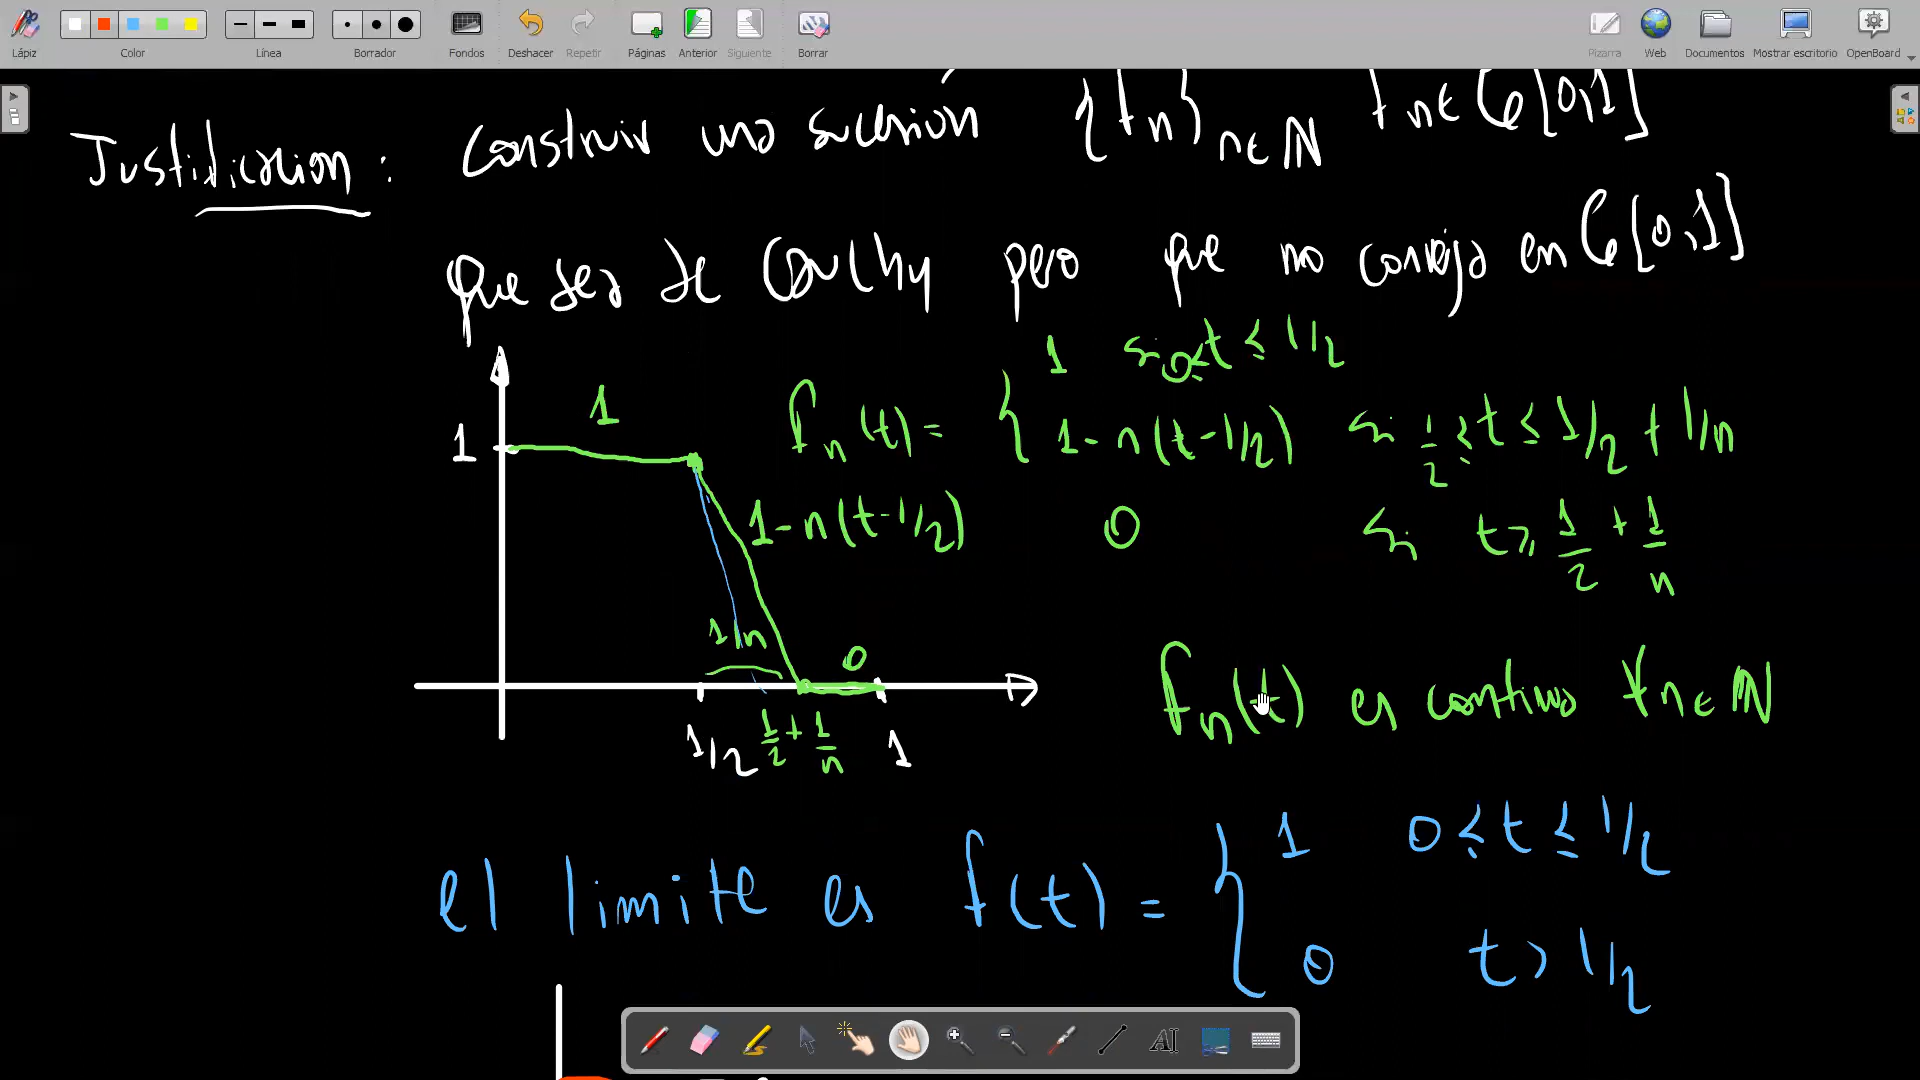 Lápiz Color Línea Borrador Fondos Deshacer Repetir Páginas Anterior Siguiente Borrar Pizarra Web Documentos Mostrar escritorio OpenBoard
Justificación: construir una sucesión {fn}n∈ℕ fn∈C[0,1]
que sea de Cauchy pero que no converja en C[0,1]
1 si 0≤t≤1/2
1
1 fn(t) = { 1-n(t-1/2) si 1/2≤t≤1/2+1/n
1-n(t-1/2) 0 si t≥1/2+1/n
1/n 0
fn(t) es continua ∀n∈ℕ
1/2 1/2+1/n 1
el limite es f(t) = { 1 0≤t≤1/2
0 t>1/2